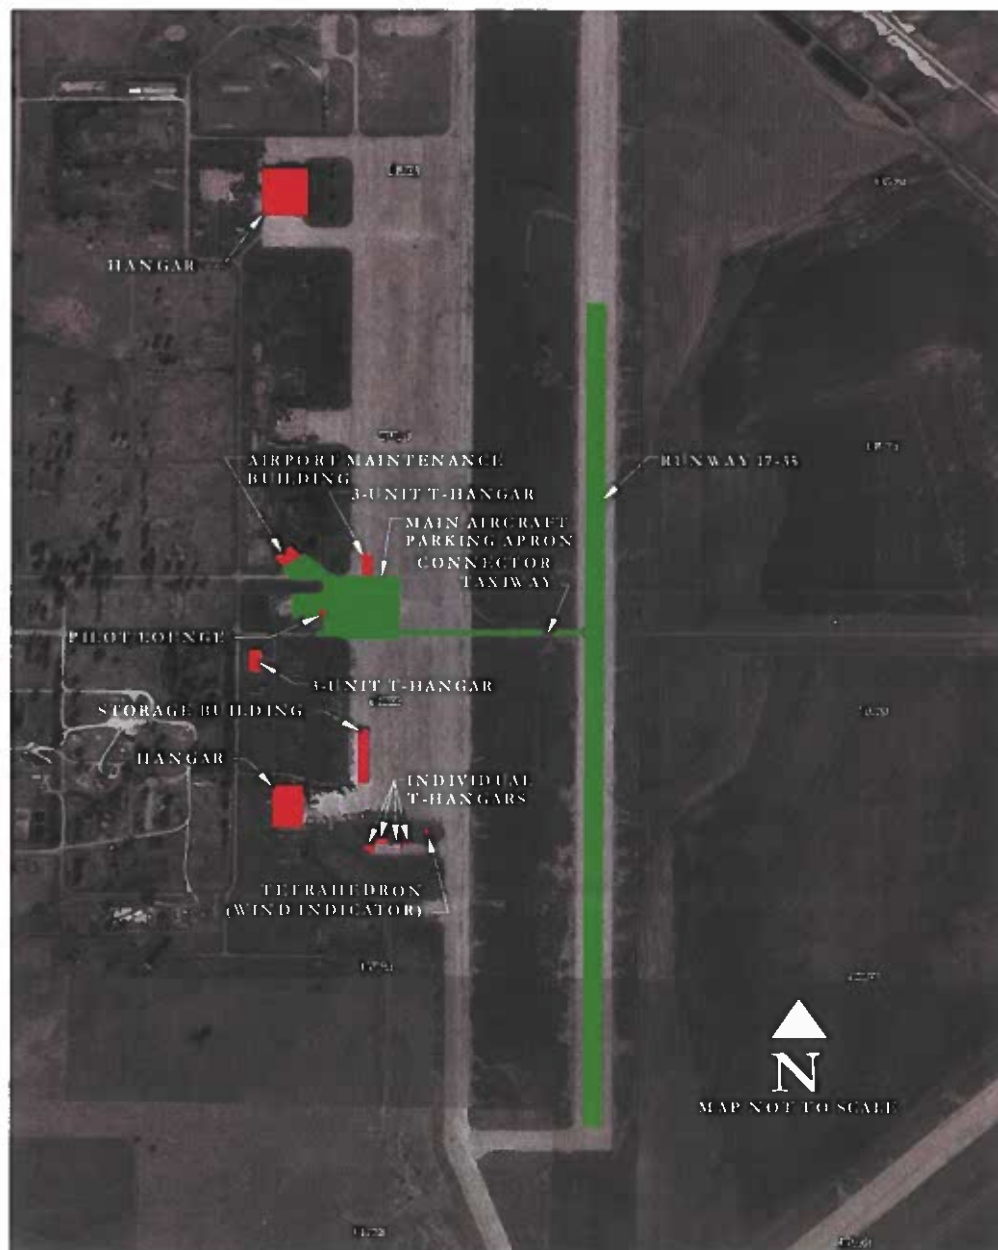 HANGAR
AIRPORT MAINTENANCE
BUILDING
3-UNIT T-HANGAR
RUNWAY 17-35
MAIN AIRCRAFT
PARKING APRON
CONNECTOR
TAXIWAY
PILOT LOUNGE
3-UNIT T-HANGAR
STORAGE BUILDING
HANGAR
INDIVIDUAL
T-HANGARS
TETRAHEDRON
(WIND INDICATOR)
N
MAP NOT TO SCALE